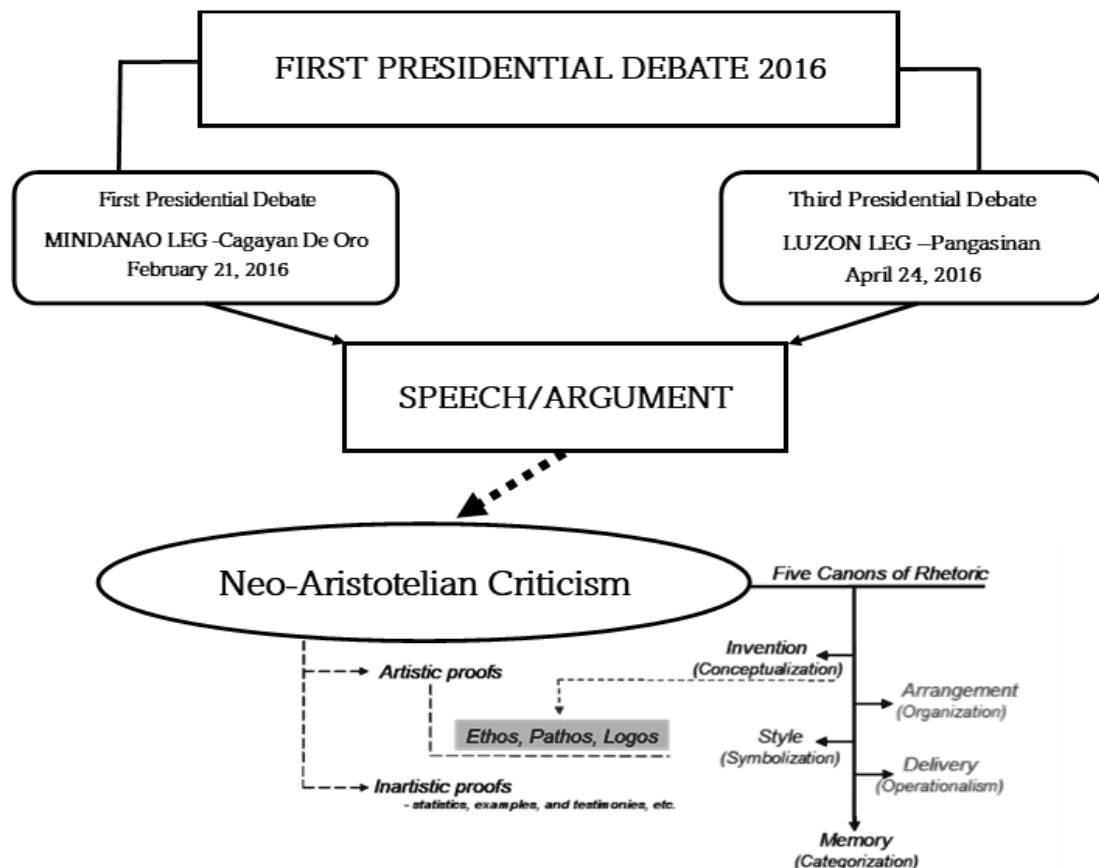 FIRST PRESIDENTIAL DEBATE 2016
First Presidential Debate
MINDANAO LEG -Cagayan De Oro
February 21, 2016
Third Presidential Debate
LUZON LEG –Pangasinan
April 24, 2016
SPEECH/ARGUMENT
Neo-Aristotelian Criticism
Five Canons of Rhetoric
Invention
(Conceptualization)
Arrangement
(Organization)
Style
(Symbolization)
Delivery
(Operationalism)
Memory
(Categorization)
Artistic proofs
Ethos, Pathos, Logos
Inartistic proofs
- statistics, examples, and testimonies, etc.